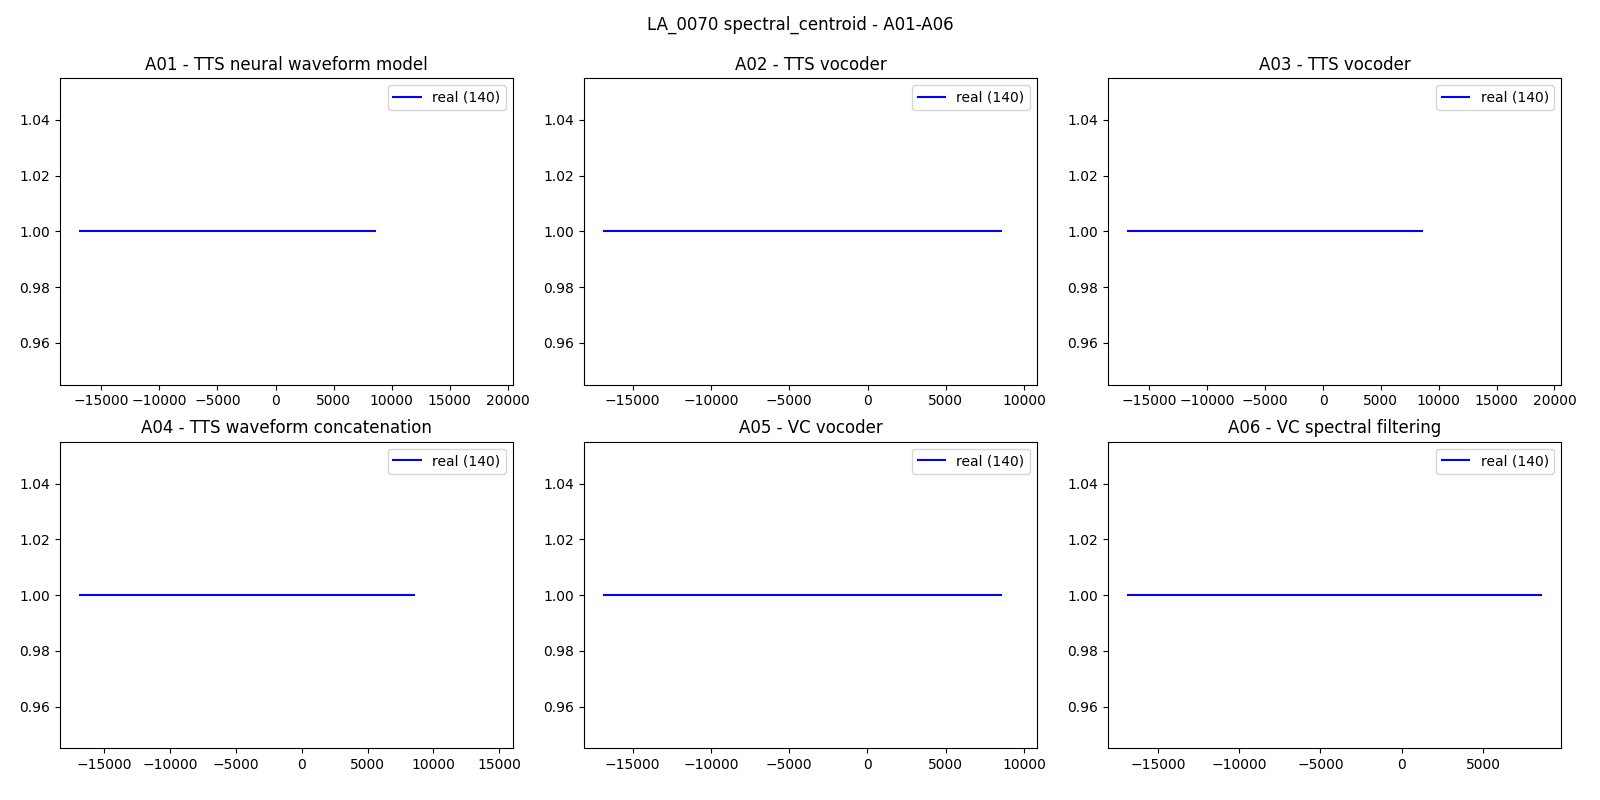 LA_0070 spectral_centroid - A01-A06
A01 - TTS neural waveform model
real (140)
1.04
1.02
1.00
0.98
0.96
−15000 −10000 −5000 0 5000 10000 15000 20000
A02 - TTS vocoder
real (140)
1.04
1.02
1.00
0.98
0.96
−15000 −10000 −5000 0 5000 10000
A03 - TTS vocoder
real (140)
1.04
1.02
1.00
0.98
0.96
−15000 −10000 −5000 0 5000 10000 15000 20000
A04 - TTS waveform concatenation
real (140)
1.04
1.02
1.00
0.98
0.96
−15000 −10000 −5000 0 5000 10000 15000
A05 - VC vocoder
real (140)
1.04
1.02
1.00
0.98
0.96
−15000 −10000 −5000 0 5000 10000
A06 - VC spectral filtering
real (140)
1.04
1.02
1.00
0.98
0.96
−15000 −10000 −5000 0 5000